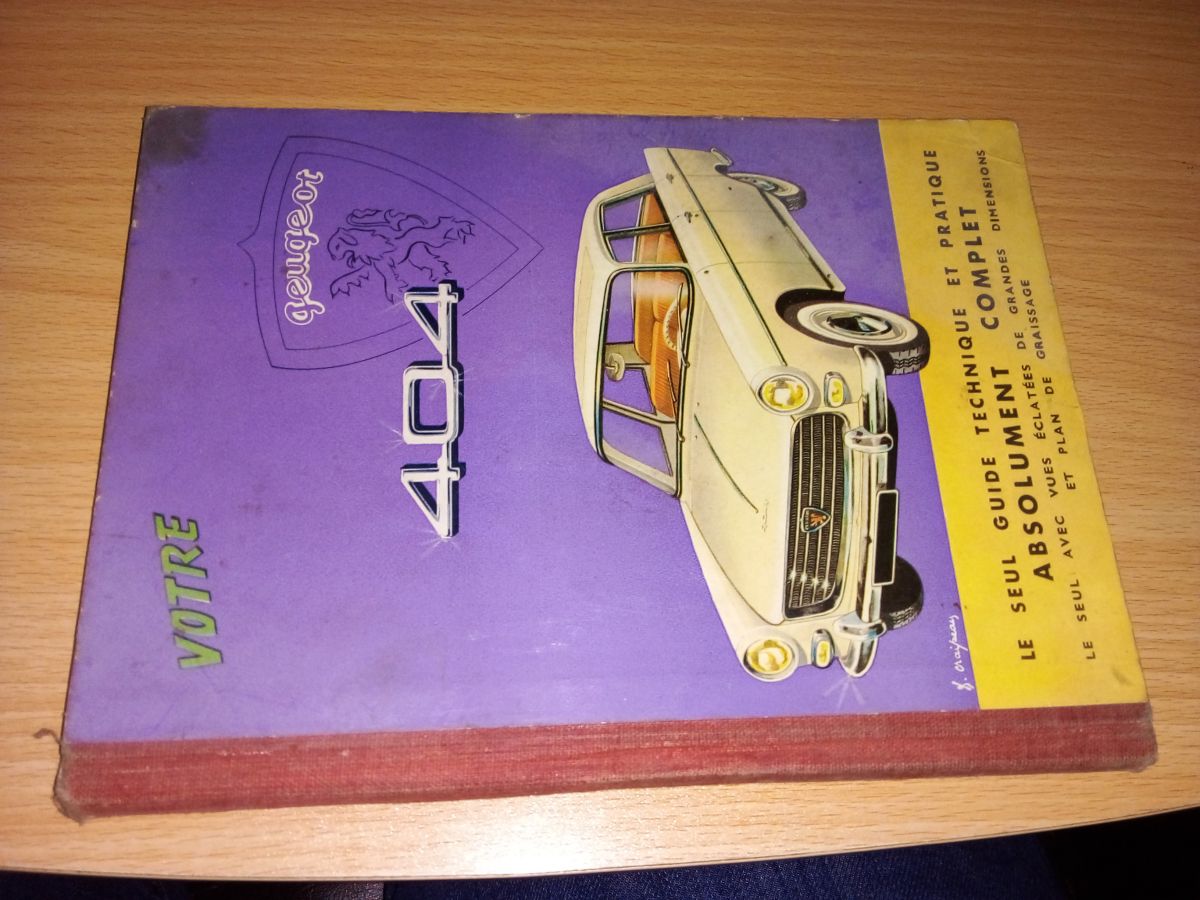 VOTRE
peugeot
404
LE SEUL GUIDE TECHNIQUE ET PRATIQUE
ABSOLUMENT COMPLET
LE SEUL: AVEC VUES ÉCLATÉES DE GRANDES DIMENSIONS
ET PLAN DE GRAISSAGE